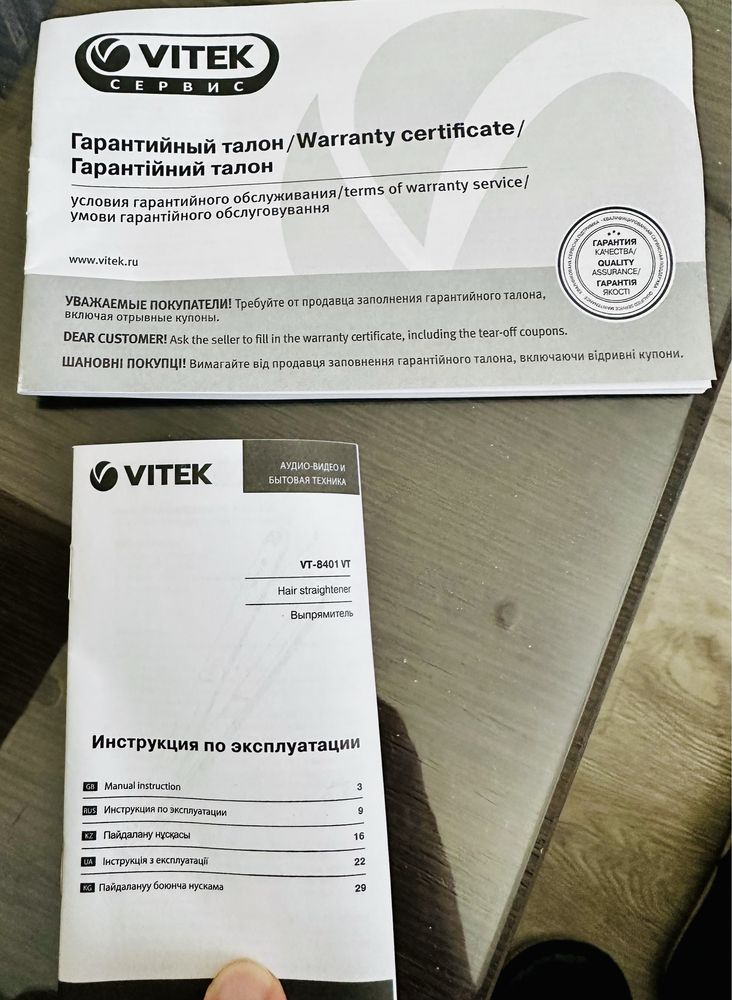 VITEK
СЕРВИС
Гарантийный талон/Warranty certificate/
Гарантійний талон
условия гарантийного обслуживания/terms of warranty service/
умови гарантійного обслуговування
www.vitek.ru
ГАРАНТИЯ
КАЧЕСТВА/
QUALITY
ASSURANCE/
ГАРАНТІЯ
ЯКОСТІ
УВАЖАЕМЫЕ ПОКУПАТЕЛИ! Требуйте от продавца заполнения гарантийного талона,
включая отрывные купоны.
DEAR CUSTOMER! Ask the seller to fill in the warranty certificate, including the tear-off coupons.
ШАНОВНІ ПОКУПЦІ! Вимагайте від продавця заповнення гарантійного талона, включаючи відривні купони.
VITEK
АУДИО-ВИДЕО И
БЫТОВАЯ ТЕХНИКА
VT-8401 VT
Hair straightener
Выпрямитель
Инструкция по эксплуатации
GB Manual instruction 3
RUS Инструкция по эксплуатации 9
KZ Пайдалану нұсқасы 16
UA Інструкція з експлуатації 22
KG Пайдалануу боюнча нускама 29